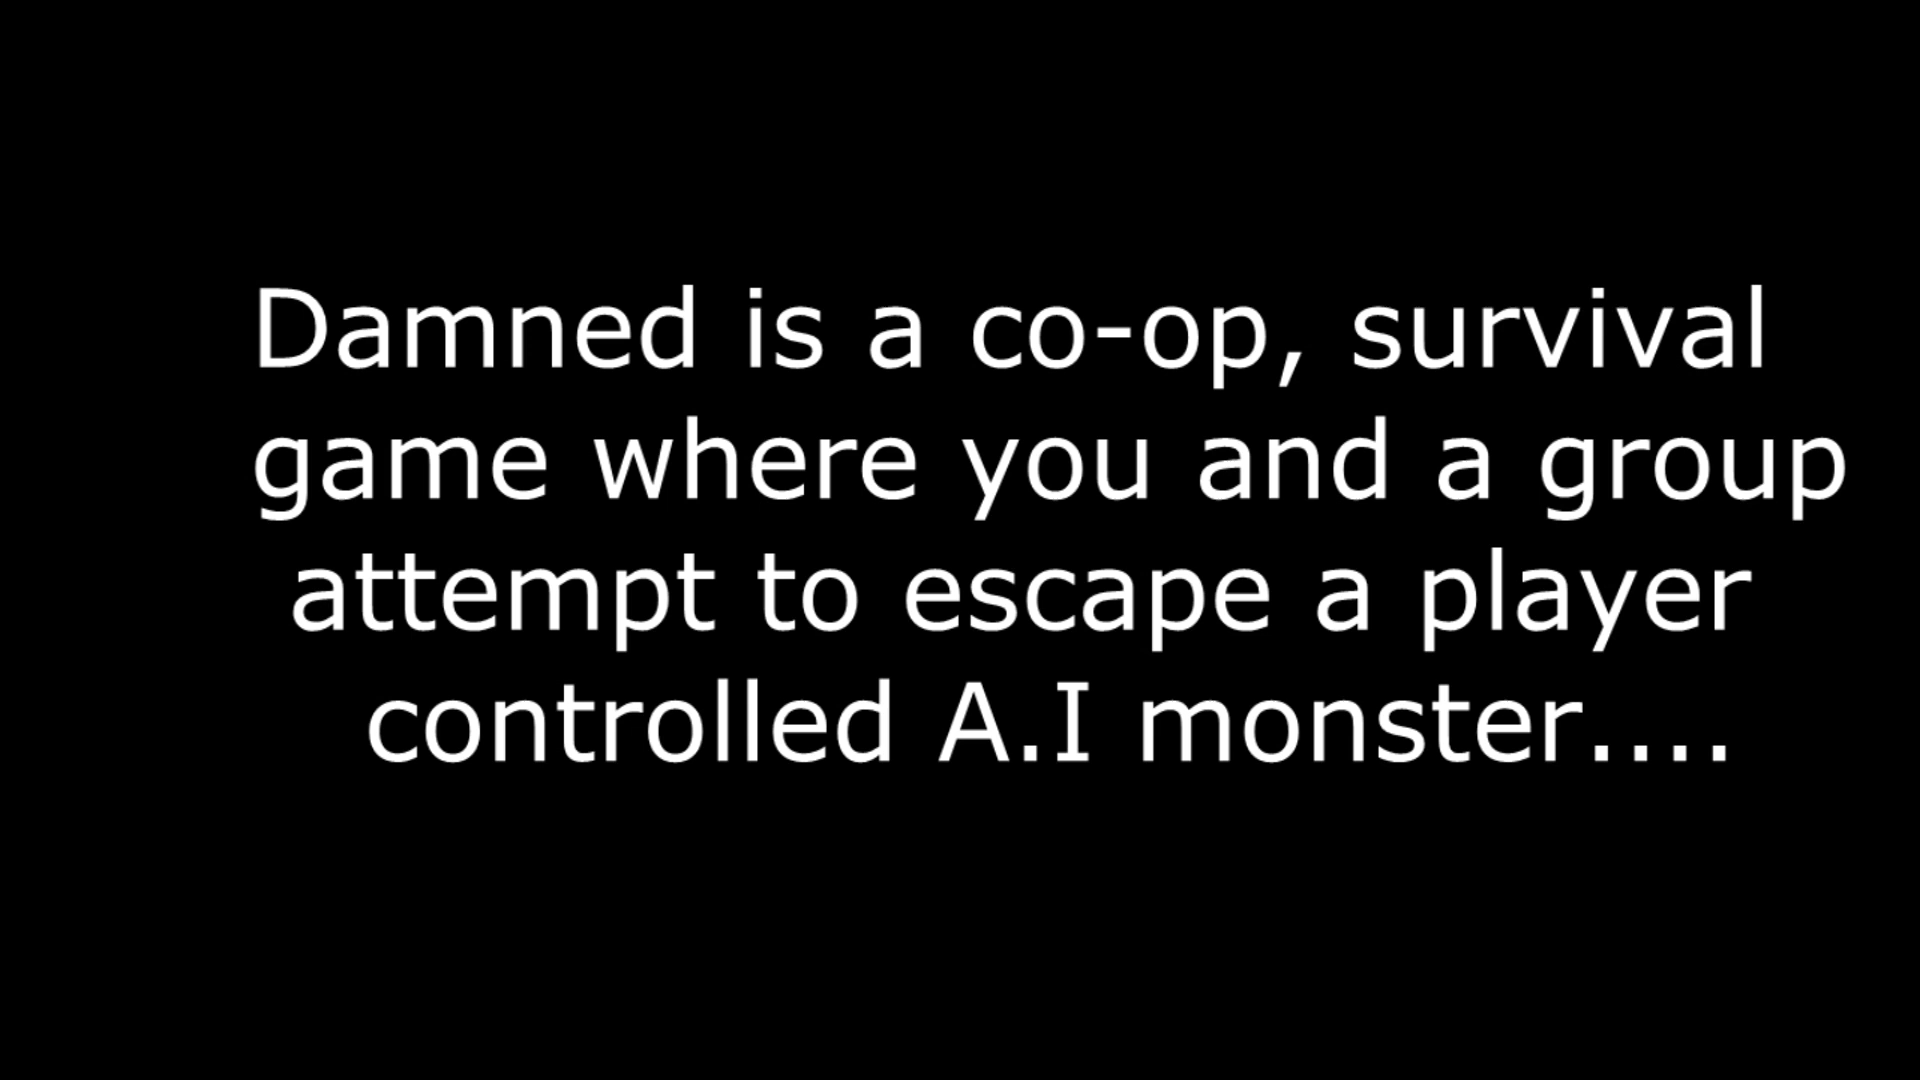 Damned is a co-op, survival
game where you and a group
attempt to escape a player
controlled A.I monster....